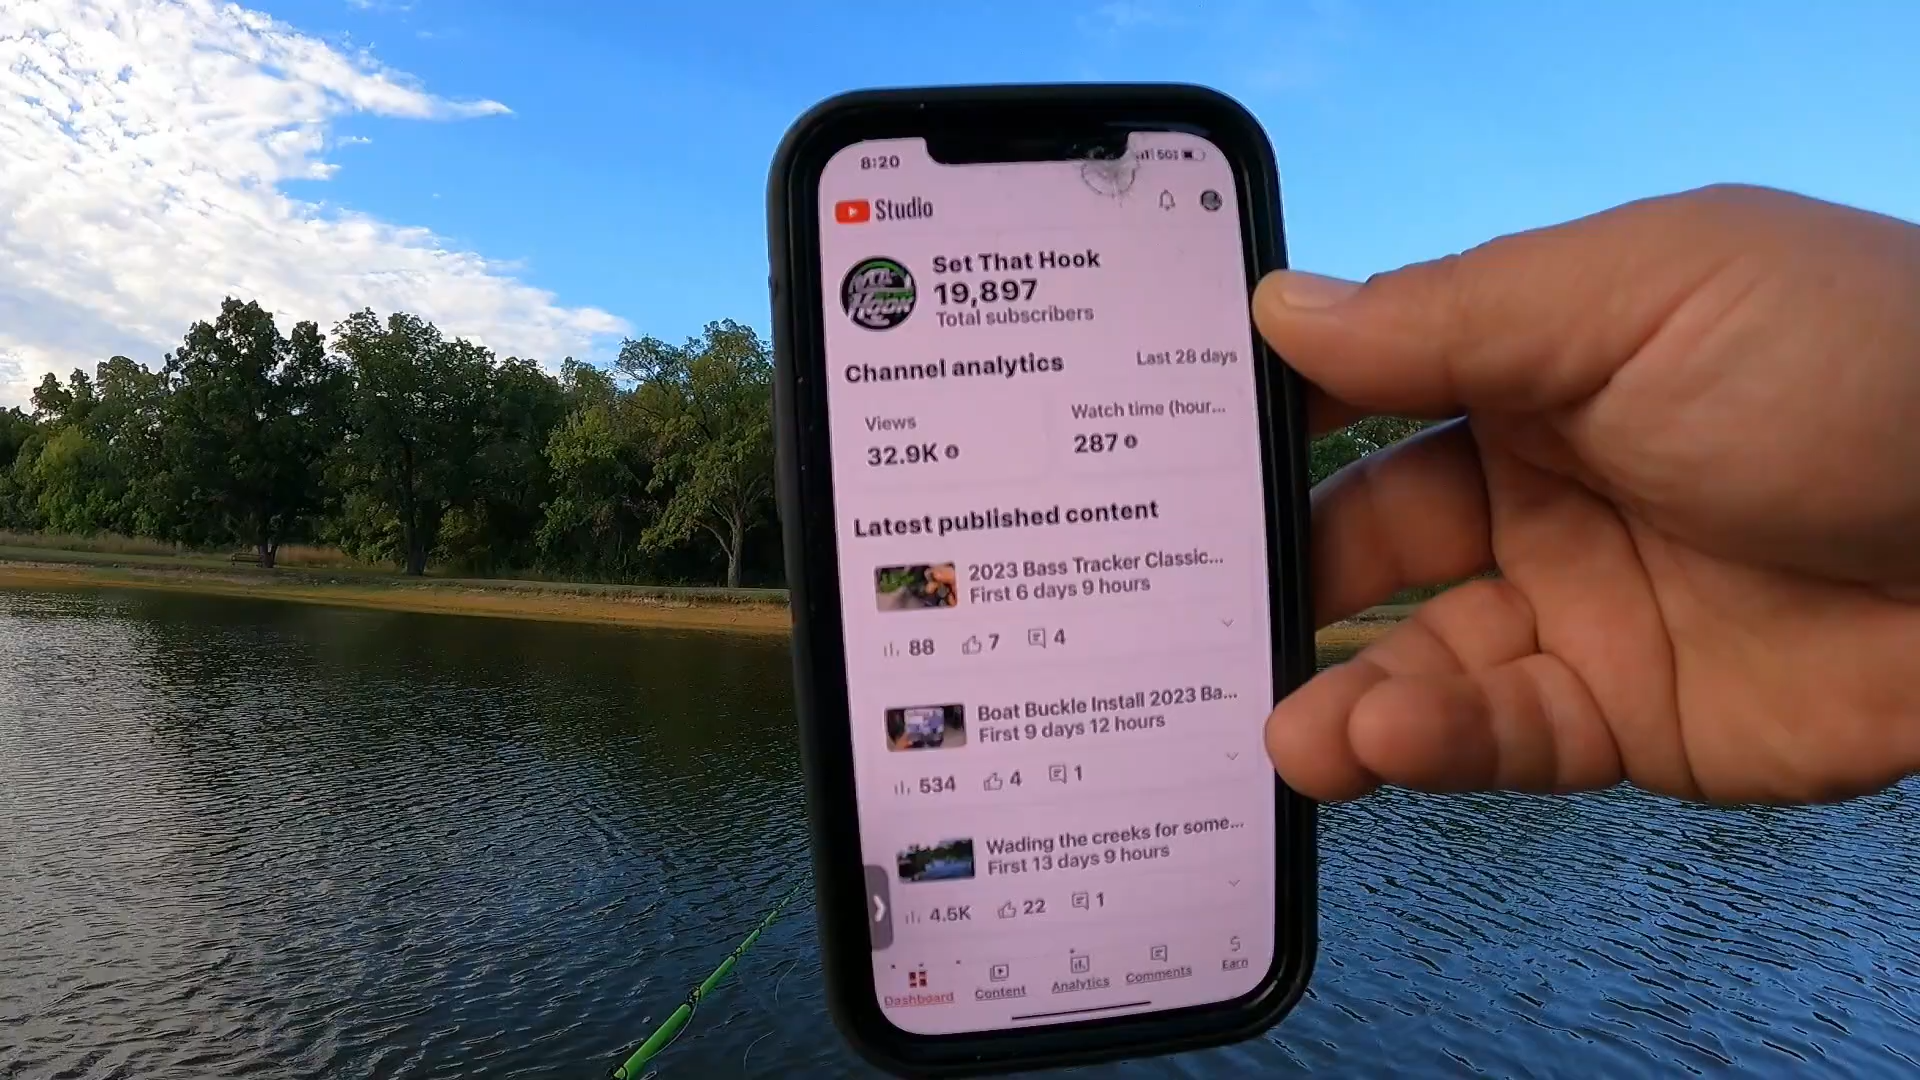 8:20
5G
Studio
Set That Hook
19,897
Total subscribers
Channel analytics
Last 28 days
Views
Watch time (hour...
32.9K
287
Latest published content
2023 Bass Tracker Classic...
First 6 days 9 hours
88 7 4
Boat Buckle Install 2023 Ba...
First 9 days 12 hours
534 4 1
Wading the creeks for some...
First 13 days 9 hours
4.5K 22 1
Dashboard
Content
Analytics
Comments
Earn